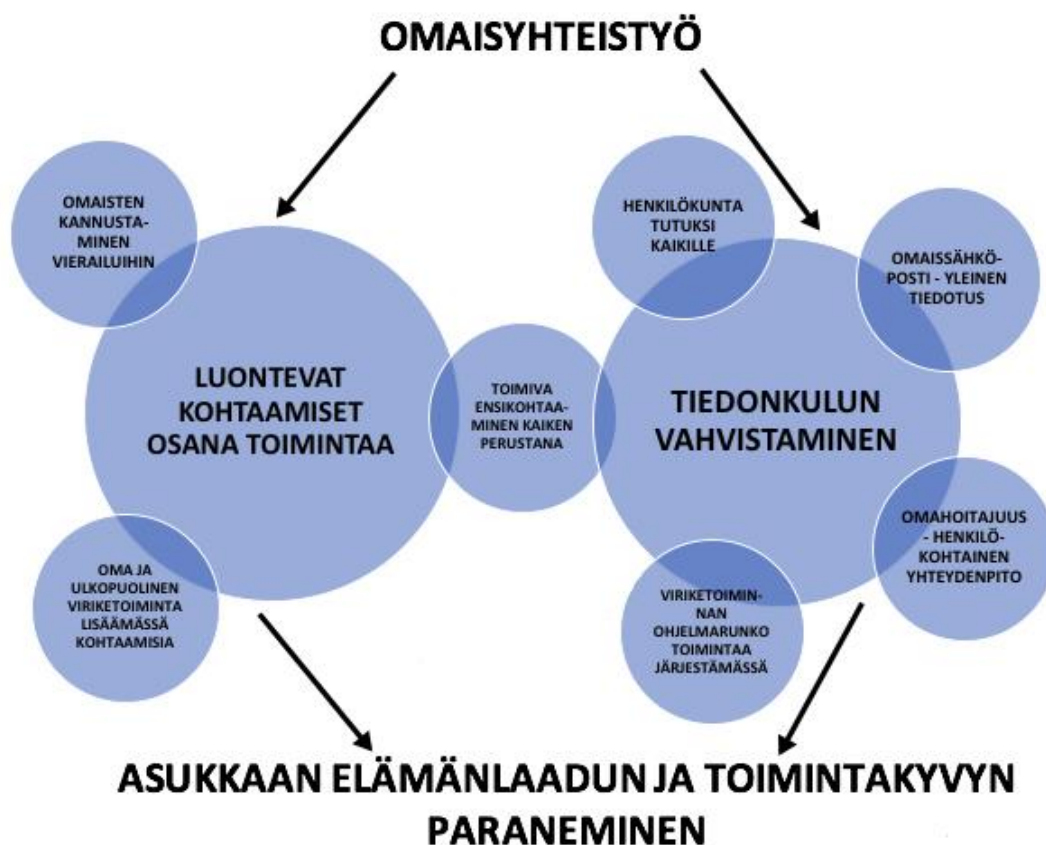 OMAISYHTEISTYÖ
OMAISTEN
KANNUSTA-
MINEN
VIERAILUIHIN
HENKILÖKUNTA
TUTUKSI
KAIKILLE
OMAISSÄHKÖ-
POSTI - YLEINEN
TIEDOTUS
LUONTEVAT
KOHTAAMISET
OSANA TOIMINTAA
TOIMIVA
ENSIKOHTAA-
MINEN KAIKEN
PERUSTANA
TIEDONKULUN
VAHVISTAMINEN
OMA JA
ULKOPUOLINEN
VIRIKETOIMINTA
LISÄÄMÄSSÄ
KOHTAAMISIA
VIRIKETOIMIN-
NAN
OHJELMARUNKO
TOIMINTAA
JÄRJESTÄMÄSSÄ
OMAHOITAJUUS
- HENKILÖ-
KOHTAINEN
YHTEYDENPITO
ASUKKAAN ELÄMÄNLAADUN JA TOIMINTAKYVYN
PARANEMINEN